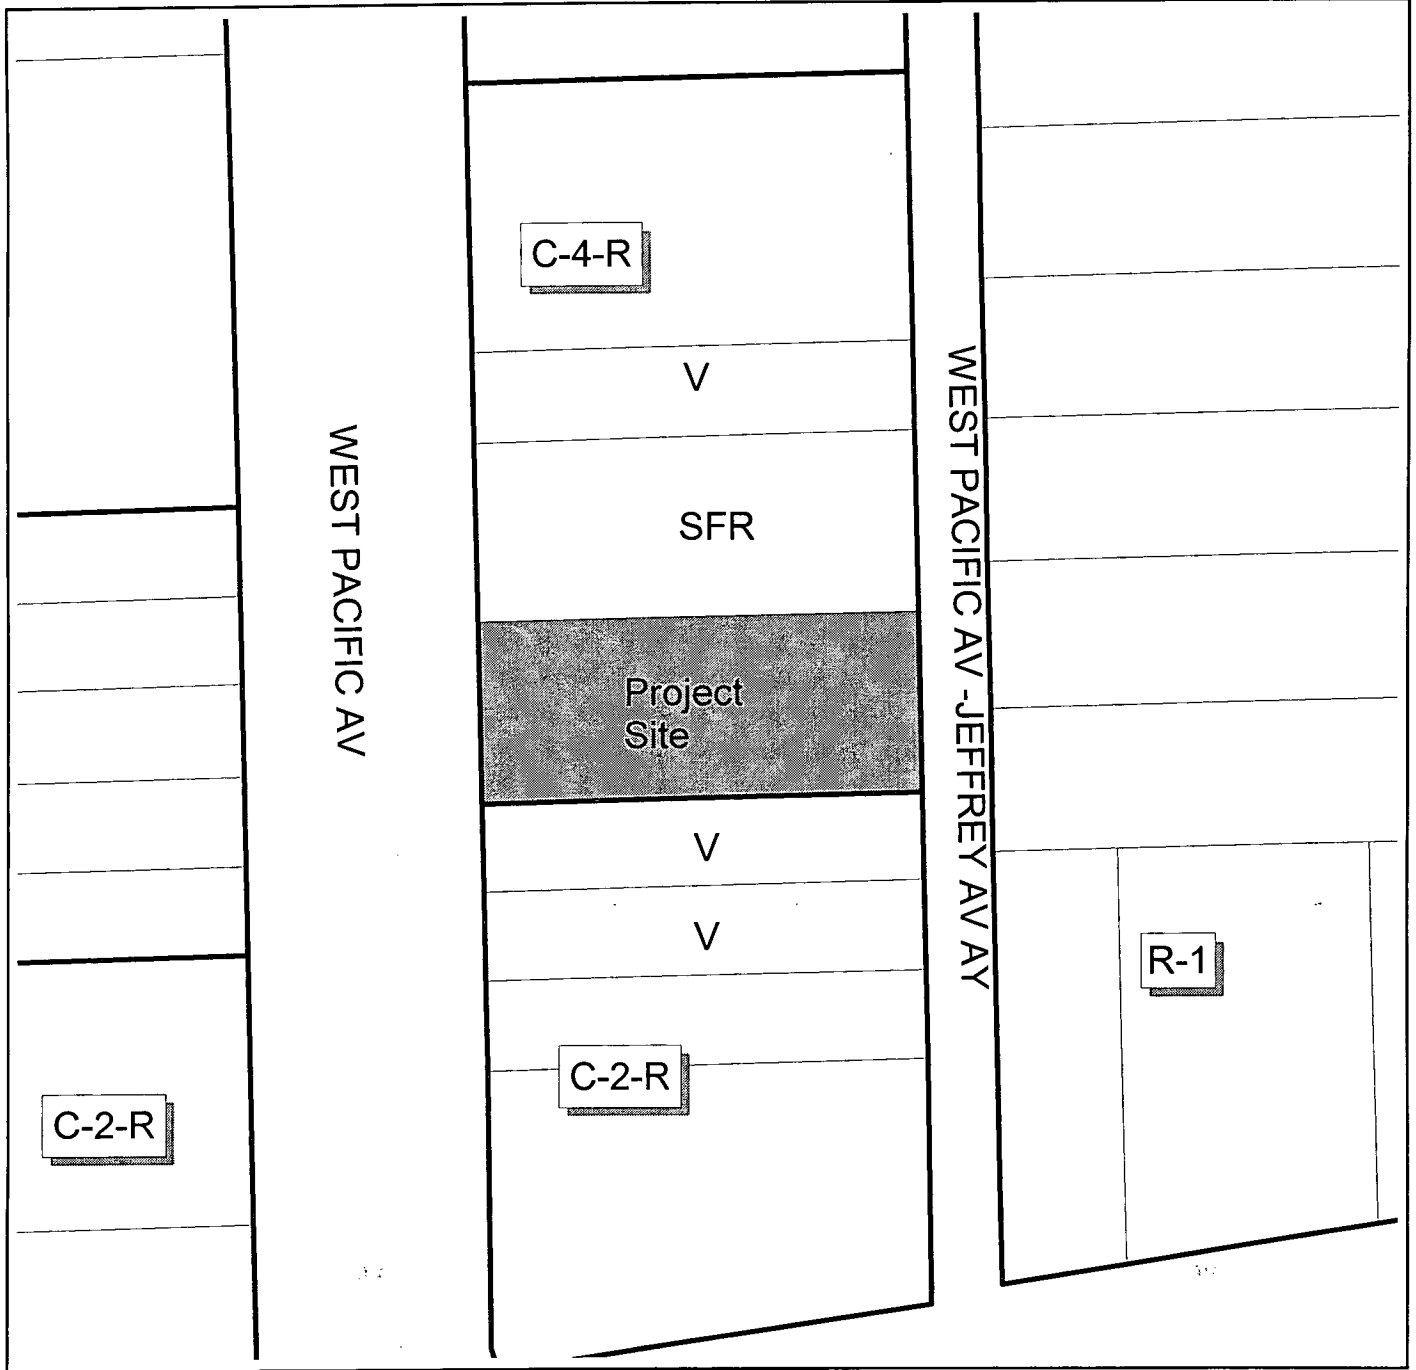 C-4-R
V
WEST PACIFIC AV
SFR
WEST PACIFIC AV -JEFFREY AV AY
Project
Site
V
V
R-1
C-2-R
C-2-R